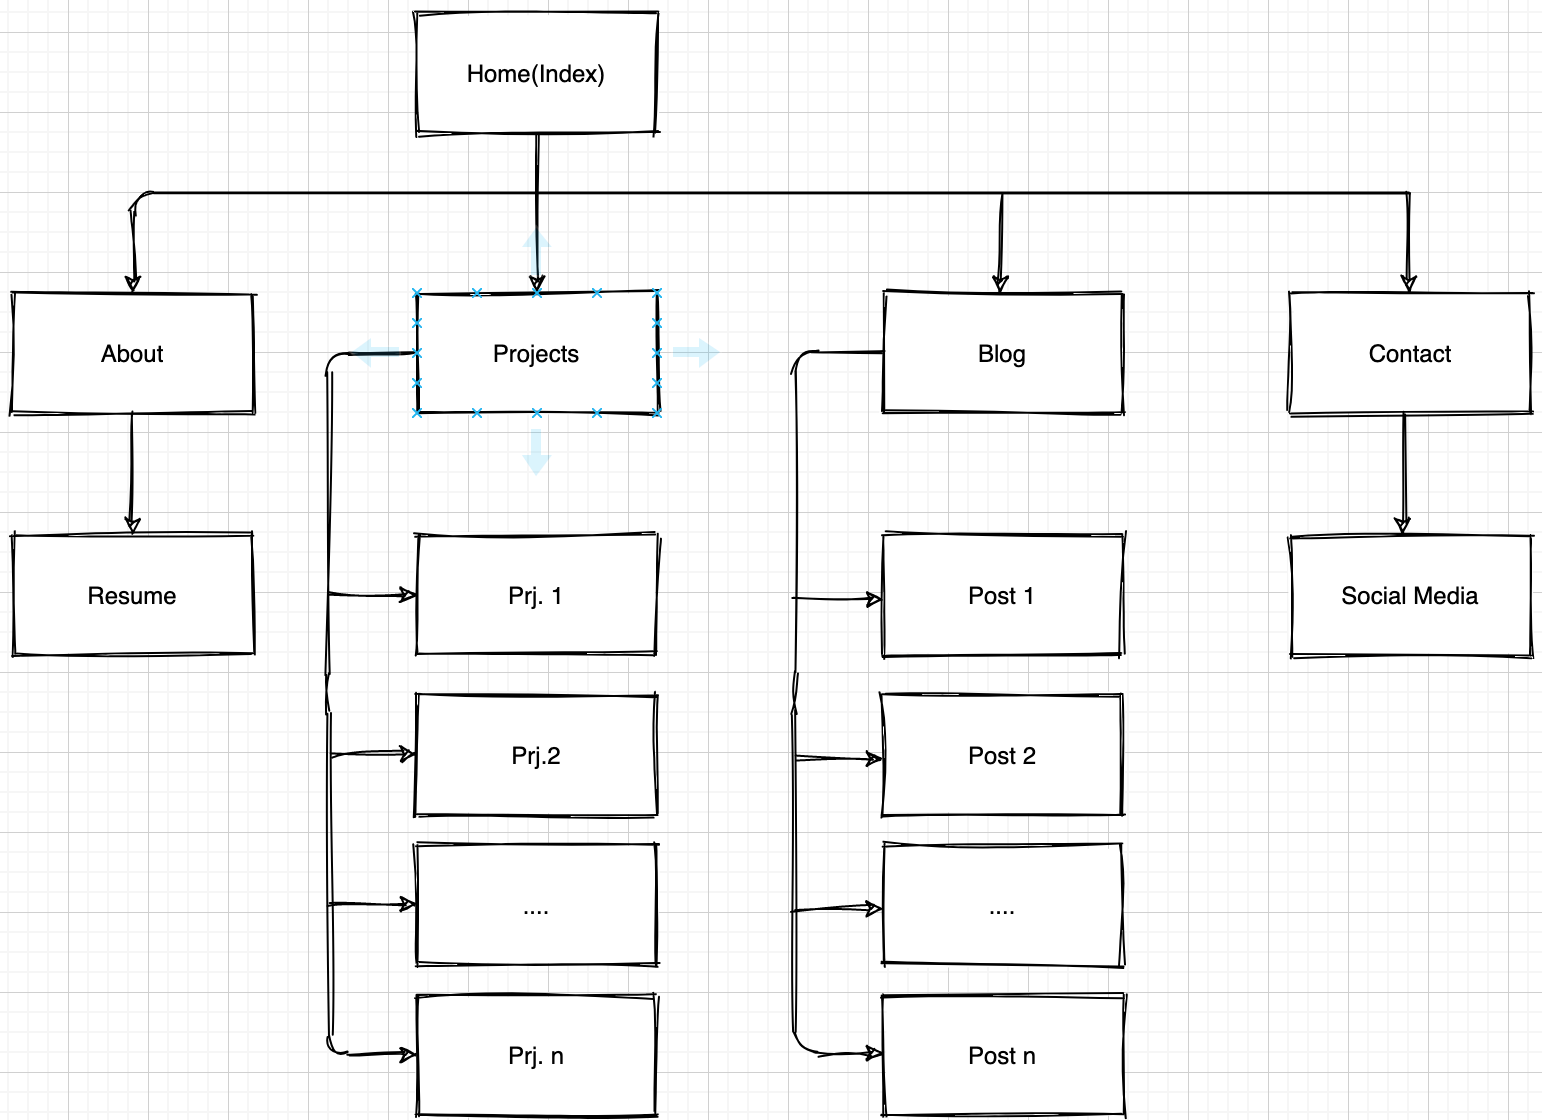 Home(Index)
About
Projects
Blog
Contact
Resume
Prj. 1
Post 1
Social Media
Prj.2
Post 2
....
....
Prj. n
Post n